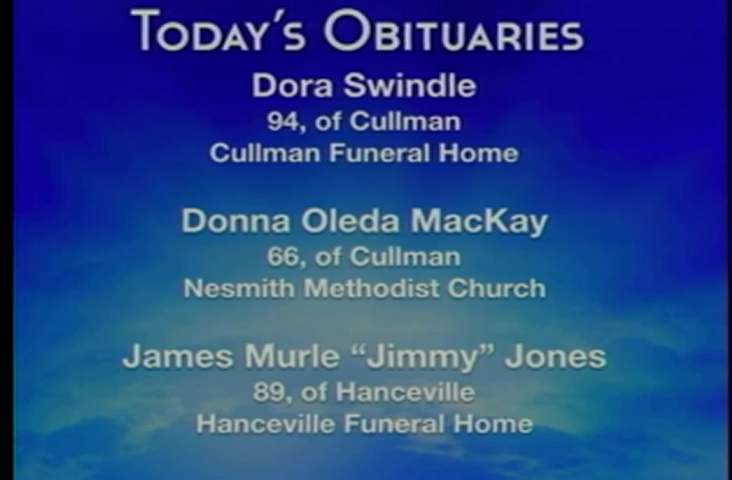 TODAY'S OBITUARIES
Dora Swindle
94, of Cullman
Cullman Funeral Home
Donna Oleda MacKay
66, of Cullman
Nesmith Methodist Church
James Murle “Jimmy” Jones
89, of Hanceville
Hanceville Funeral Home